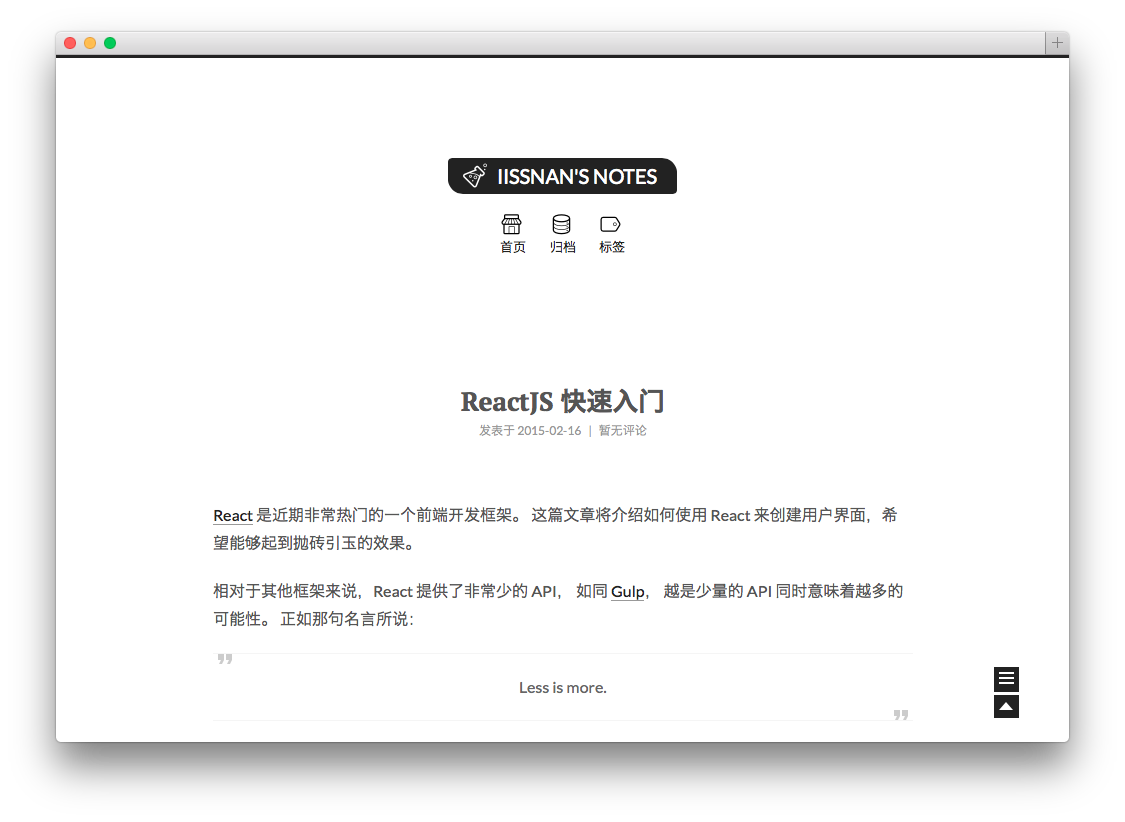 IISSNAN'S NOTES
首页 归档 标签
ReactJS 快速入门
发表于 2015-02-16 | 暂无评论
React 是近期非常热门的一个前端开发框架。 这篇文章将介绍如何使用 React 来创建用户界面，希
望能够起到抛砖引玉的效果。
相对于其他框架来说，React 提供了非常少的 API， 如同 Gulp， 越是少量的 API 同时意味着越多的
可能性。 正如那句名言所说：
”
Less is more.
”